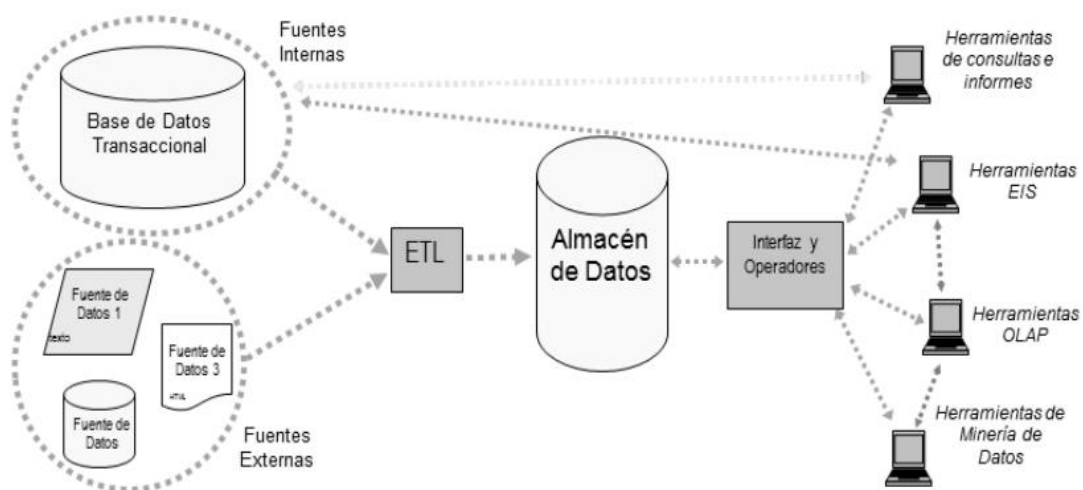 Fuentes
Internas
Base de Datos
Transaccional
Fuente de
Datos 1
texto
Fuente de
Datos 3
HTML
Fuente de
Datos
Fuentes
Externas
ETL
Almacén
de Datos
Interfaz y
Operadores
Herramientas
de consultas e
informes
Herramientas
EIS
Herramientas
OLAP
Herramientas de
Minería de
Datos